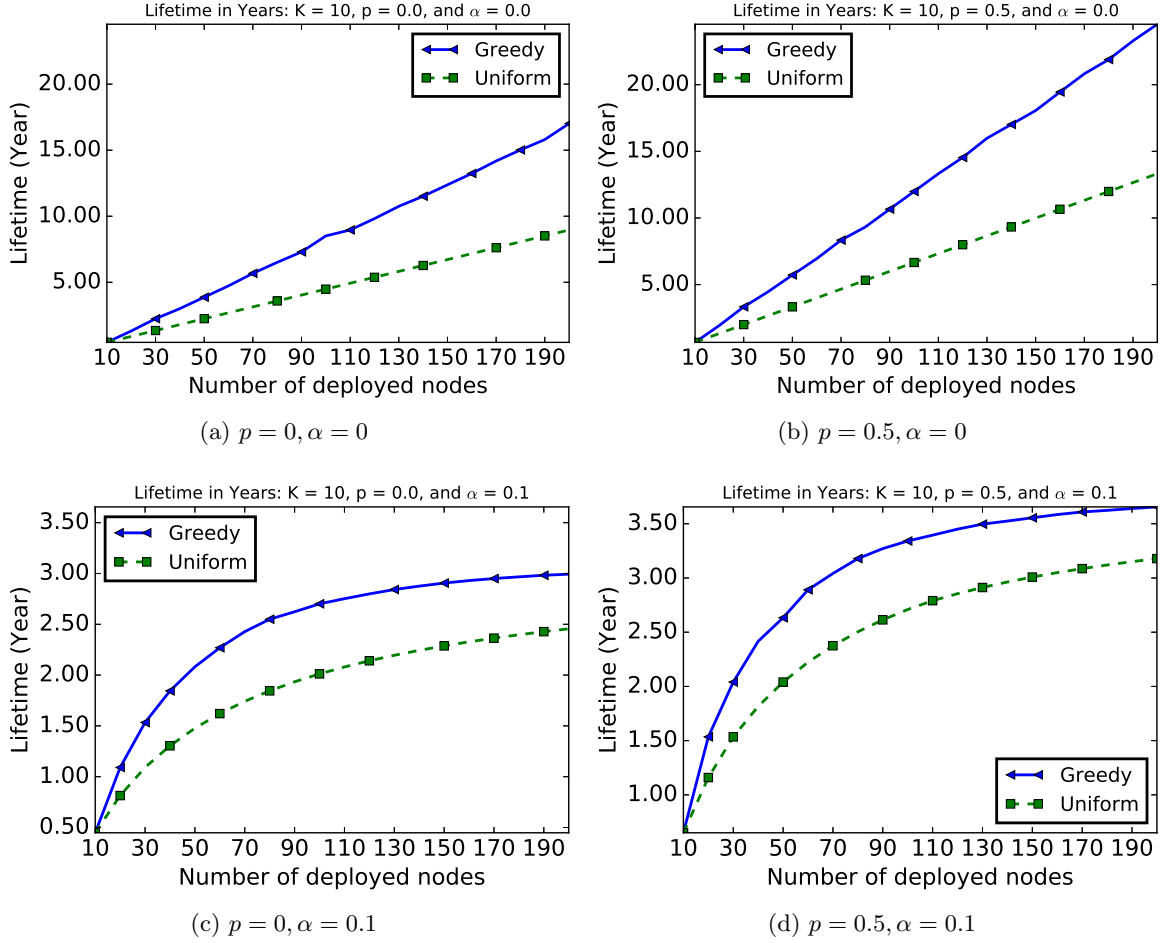 Lifetime in Years: K = 10, p = 0.0, and α = 0.0
Lifetime (Year)
20.00
15.00
10.00
5.00
Greedy
Uniform
10 30 50 70 90 110 130 150 170 190
Number of deployed nodes
(a) p = 0, α = 0
Lifetime in Years: K = 10, p = 0.5, and α = 0.0
Lifetime (Year)
20.00
15.00
10.00
5.00
Greedy
Uniform
10 30 50 70 90 110 130 150 170 190
Number of deployed nodes
(b) p = 0.5, α = 0
Lifetime in Years: K = 10, p = 0.0, and α = 0.1
Lifetime (Year)
3.50
3.00
2.50
2.00
1.50
1.00
0.50
Greedy
Uniform
10 30 50 70 90 110 130 150 170 190
Number of deployed nodes
(c) p = 0, α = 0.1
Lifetime in Years: K = 10, p = 0.5, and α = 0.1
Lifetime (Year)
3.50
3.00
2.50
2.00
1.50
1.00
Greedy
Uniform
10 30 50 70 90 110 130 150 170 190
Number of deployed nodes
(d) p = 0.5, α = 0.1